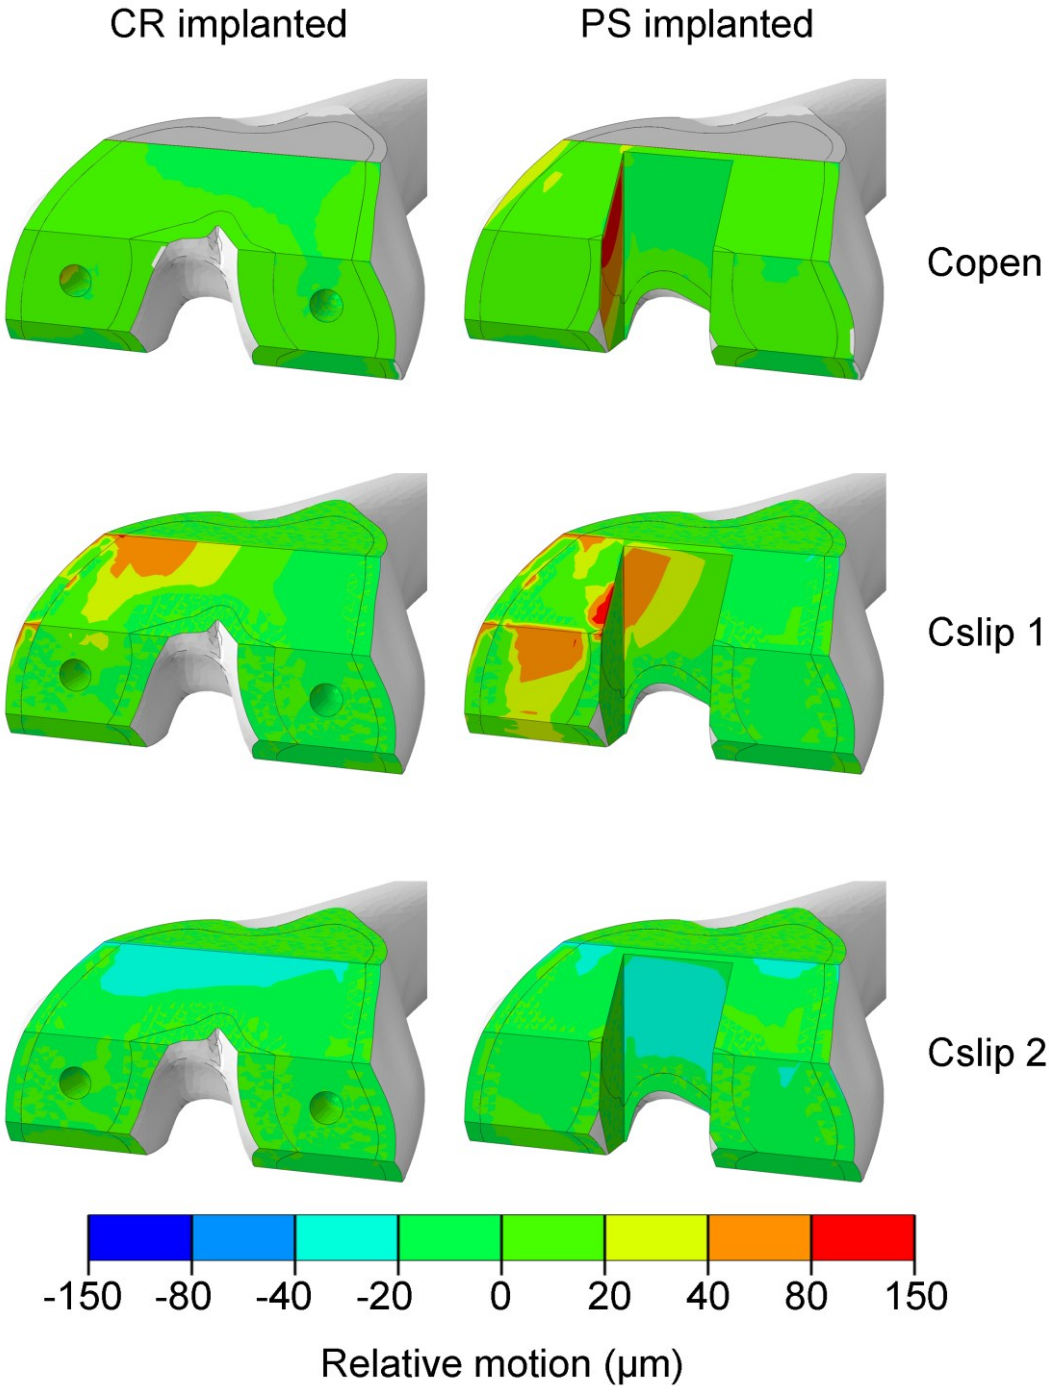 CR implanted PS implanted
Copen
Cslip 1
Cslip 2
-150 -80 -40 -20 0 20 40 80 150
Relative motion (µm)